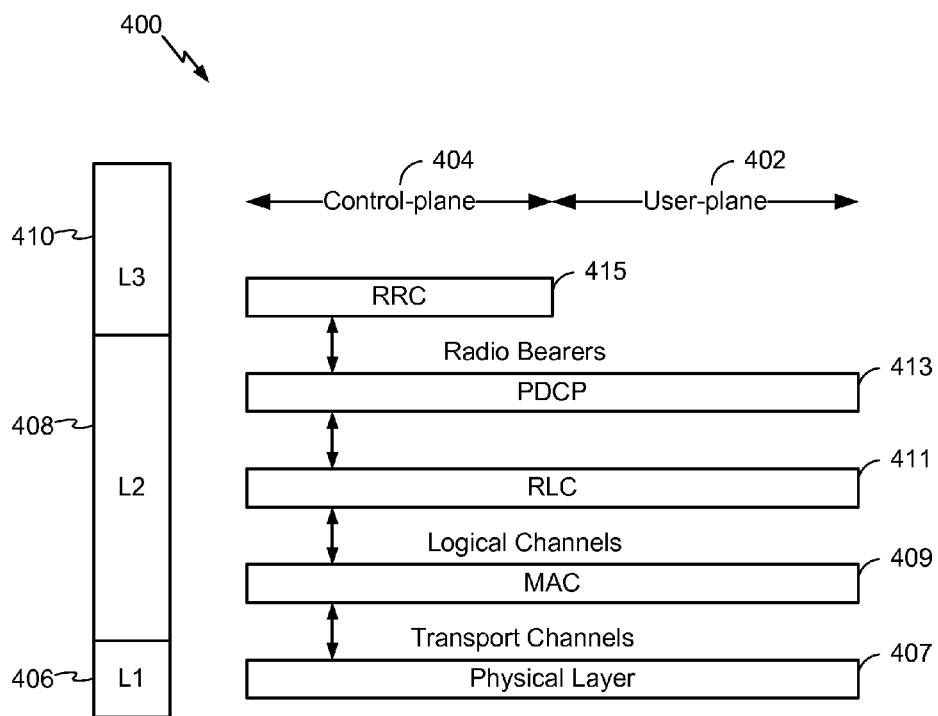 400
404
402
Control-plane
User-plane
410
L3
415
RRC
Radio Bearers
413
PDCP
408
L2
411
RLC
Logical Channels
409
MAC
Transport Channels
407
406
L1
Physical Layer